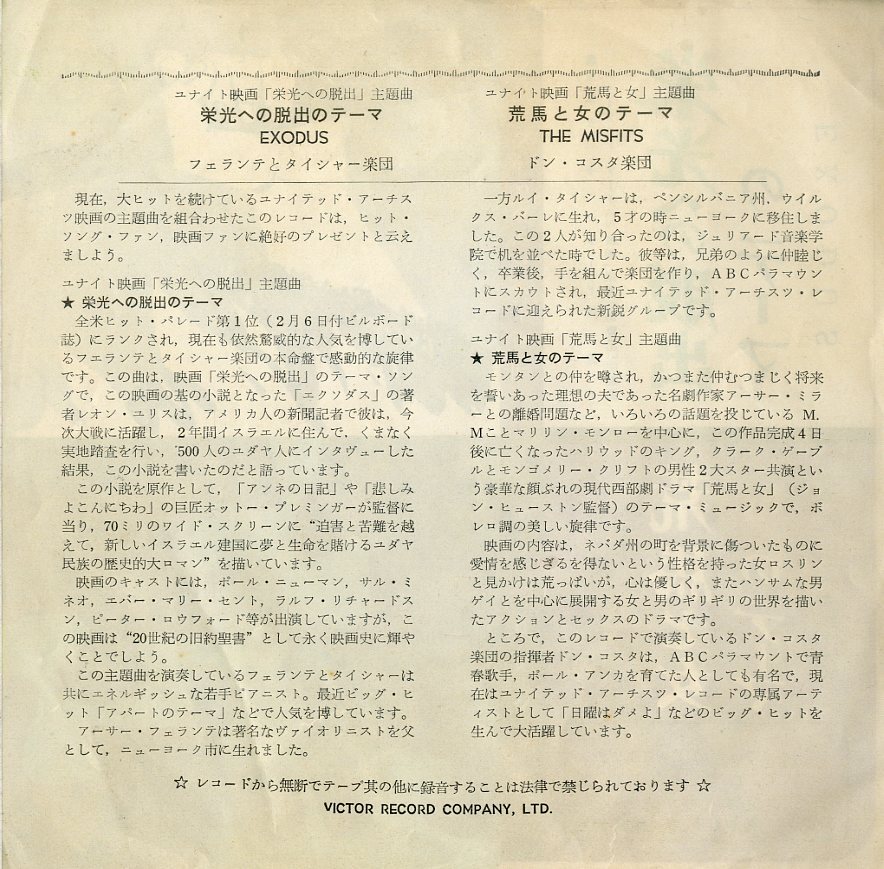 ユナイト映画「栄光への脱出」主題曲
栄光への脱出のテーマ
EXODUS
フェランテとタイシャー楽団
ユナイト映画「荒馬と女」主題曲
荒馬と女のテーマ
THE MISFITS
ドン・コスタ楽団
現在，大ヒットを続けているユナイテッド・アーチス
ツ映画の主題曲を組合わせたこのレコードは，ヒット・
ソング・ファン，映画ファンに絶好のプレゼントと云え
ましよう。
ユナイト映画「栄光への脱出」主題曲
★ 栄光への脱出のテーマ
全米ヒット・パレード第１位（２月６日付ビルボード
誌）にランクされ，現在も依然驚威的な人気を博してい
るフエランテとタイシャー楽団の本命盤で感動的な旋律
です。この曲は，映画「栄光への脱出」のテーマ・ソン
グで，この映画の基の小説となった「エクソダス」の著
者レオン・ユリスは，アメリカ人の新聞記者で彼は，今
次大戦に活躍し，２年間イスラエルに住んで，くまなく
実地踏査を行い，500人のユダヤ人にインタヴューした
結果，この小説を書いたのだと語っています。
この小説を原作として，「アンネの日記」や「悲しみ
よこんにちわ」の巨匠オットー・プレミンガーが監督に
当り，70ミリのワイド・スクリーンに“迫害と苦難を越
えて，新しいイスラエル建国に夢と生命を賭けるユダヤ
民族の歴史的大ロマン”を描いています。
映画のキャストには，ポール・ニューマン，サル・ミ
ネオ，エバー・マリー・セント，ラルフ・リチャードス
ン，ピーター・ロウフォード等が出演していますが，こ
の映画は“20世紀の旧約聖書”として永く映画史に輝や
くことでしよう。
この主題曲を演奏しているフェランテとタイシャーは
共にエネルギッシュな若手ピアニスト。最近ビッグ・ヒ
ット「アパートのテーマ」などで人気を博しています。
アーサー・フェランテは著名なヴァイオリニストを父
として，ニューヨーク市に生れました。
一方ルイ・タイシャーは，ペンシルバニア州，ウイル
クス・バーレに生れ，５才の時ニューヨークに移住しま
した。この２人が知り合ったのは，ジュリアード音楽学
院で机を並べた時でした。彼等は，兄弟のように仲睦じ
く，卒業後，手を組んで楽団を作り，ＡＢＣパラマウン
トにスカウトされ，最近ユナイテッド・アーチスツ・レ
コードに迎えられた新鋭グループです。
ユナイト映画「荒馬と女」主題曲
★ 荒馬と女のテーマ
モンタンとの仲を噂され，かつまた仲むつまじく将来
を誓いあった理想の夫であった名劇作家アーサー・ミラ
ーとの離婚問題など，いろいろの話題を投じている M.
Mことマリリン・モンローを中心に，この作品完成４日
後に亡くなったハリウッドのキング，クラーク・ゲーブ
ルとモンゴメリー・クリフトの男性２大スター共演とい
う豪華な顔ぶれの現代西部劇ドラマ「荒馬と女」（ジョ
ン・ヒューストン監督）のテーマ・ミュージックで，ボ
レロ調の美しい旋律です。
映画の内容は，ネバダ州の町を背景に傷ついたものに
愛情を感じざるを得ないという性格を持った女ロスリン
と見かけは荒っぽいが，心は優しく，またハンサムな男
ゲイとを中心に展開する女と男のギリギリの世界を描い
たアクションとセックスのドラマです。
ところで，このレコードで演奏しているドン・コスタ
楽団の指揮者ドン・コスタは，ＡＢＣパラマウントで青
春歌手，ポール・アンカを育てた人としても有名で，現
在はユナイテッド・アーチスツ・レコードの専属アーテ
ィストとして「日曜はダメよ」などのビッグ・ヒットを
生んで大活躍しています。
☆ レコードから無断でテープ其の他に録音することは法律で禁じられております ☆
VICTOR RECORD COMPANY, LTD.